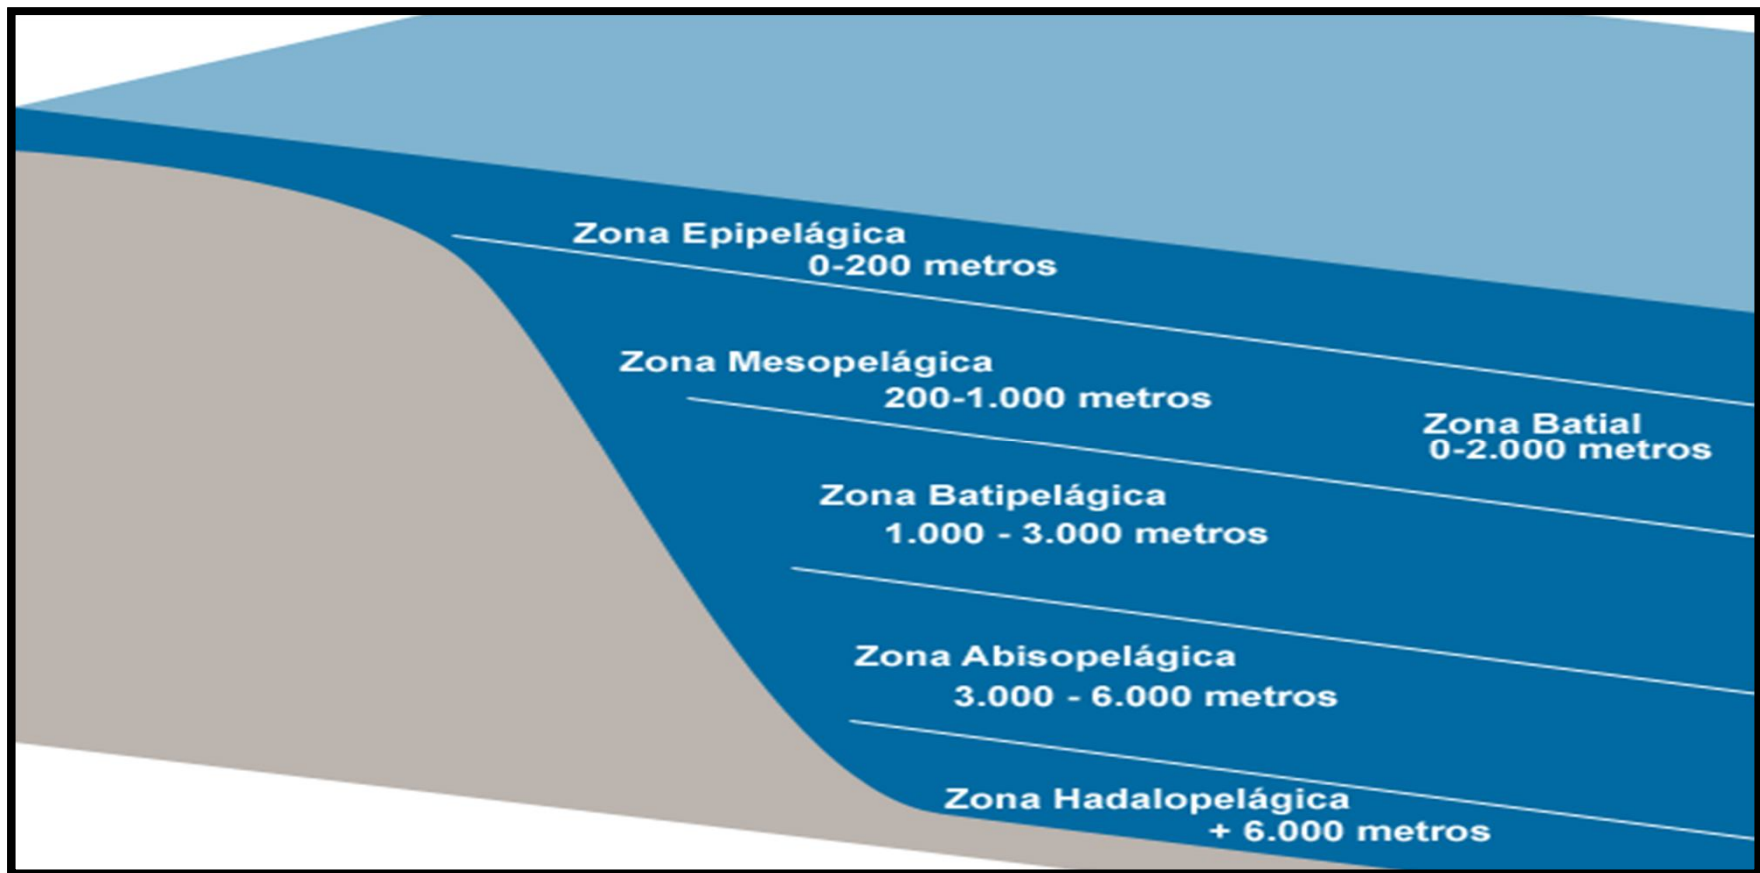 Zona Epipelágica
0-200 metros
Zona Mesopelágica
200-1.000 metros
Zona Batial
0-2.000 metros
Zona Batipelágica
1.000 - 3.000 metros
Zona Abisopelágica
3.000 - 6.000 metros
Zona Hadalopelágica
+ 6.000 metros